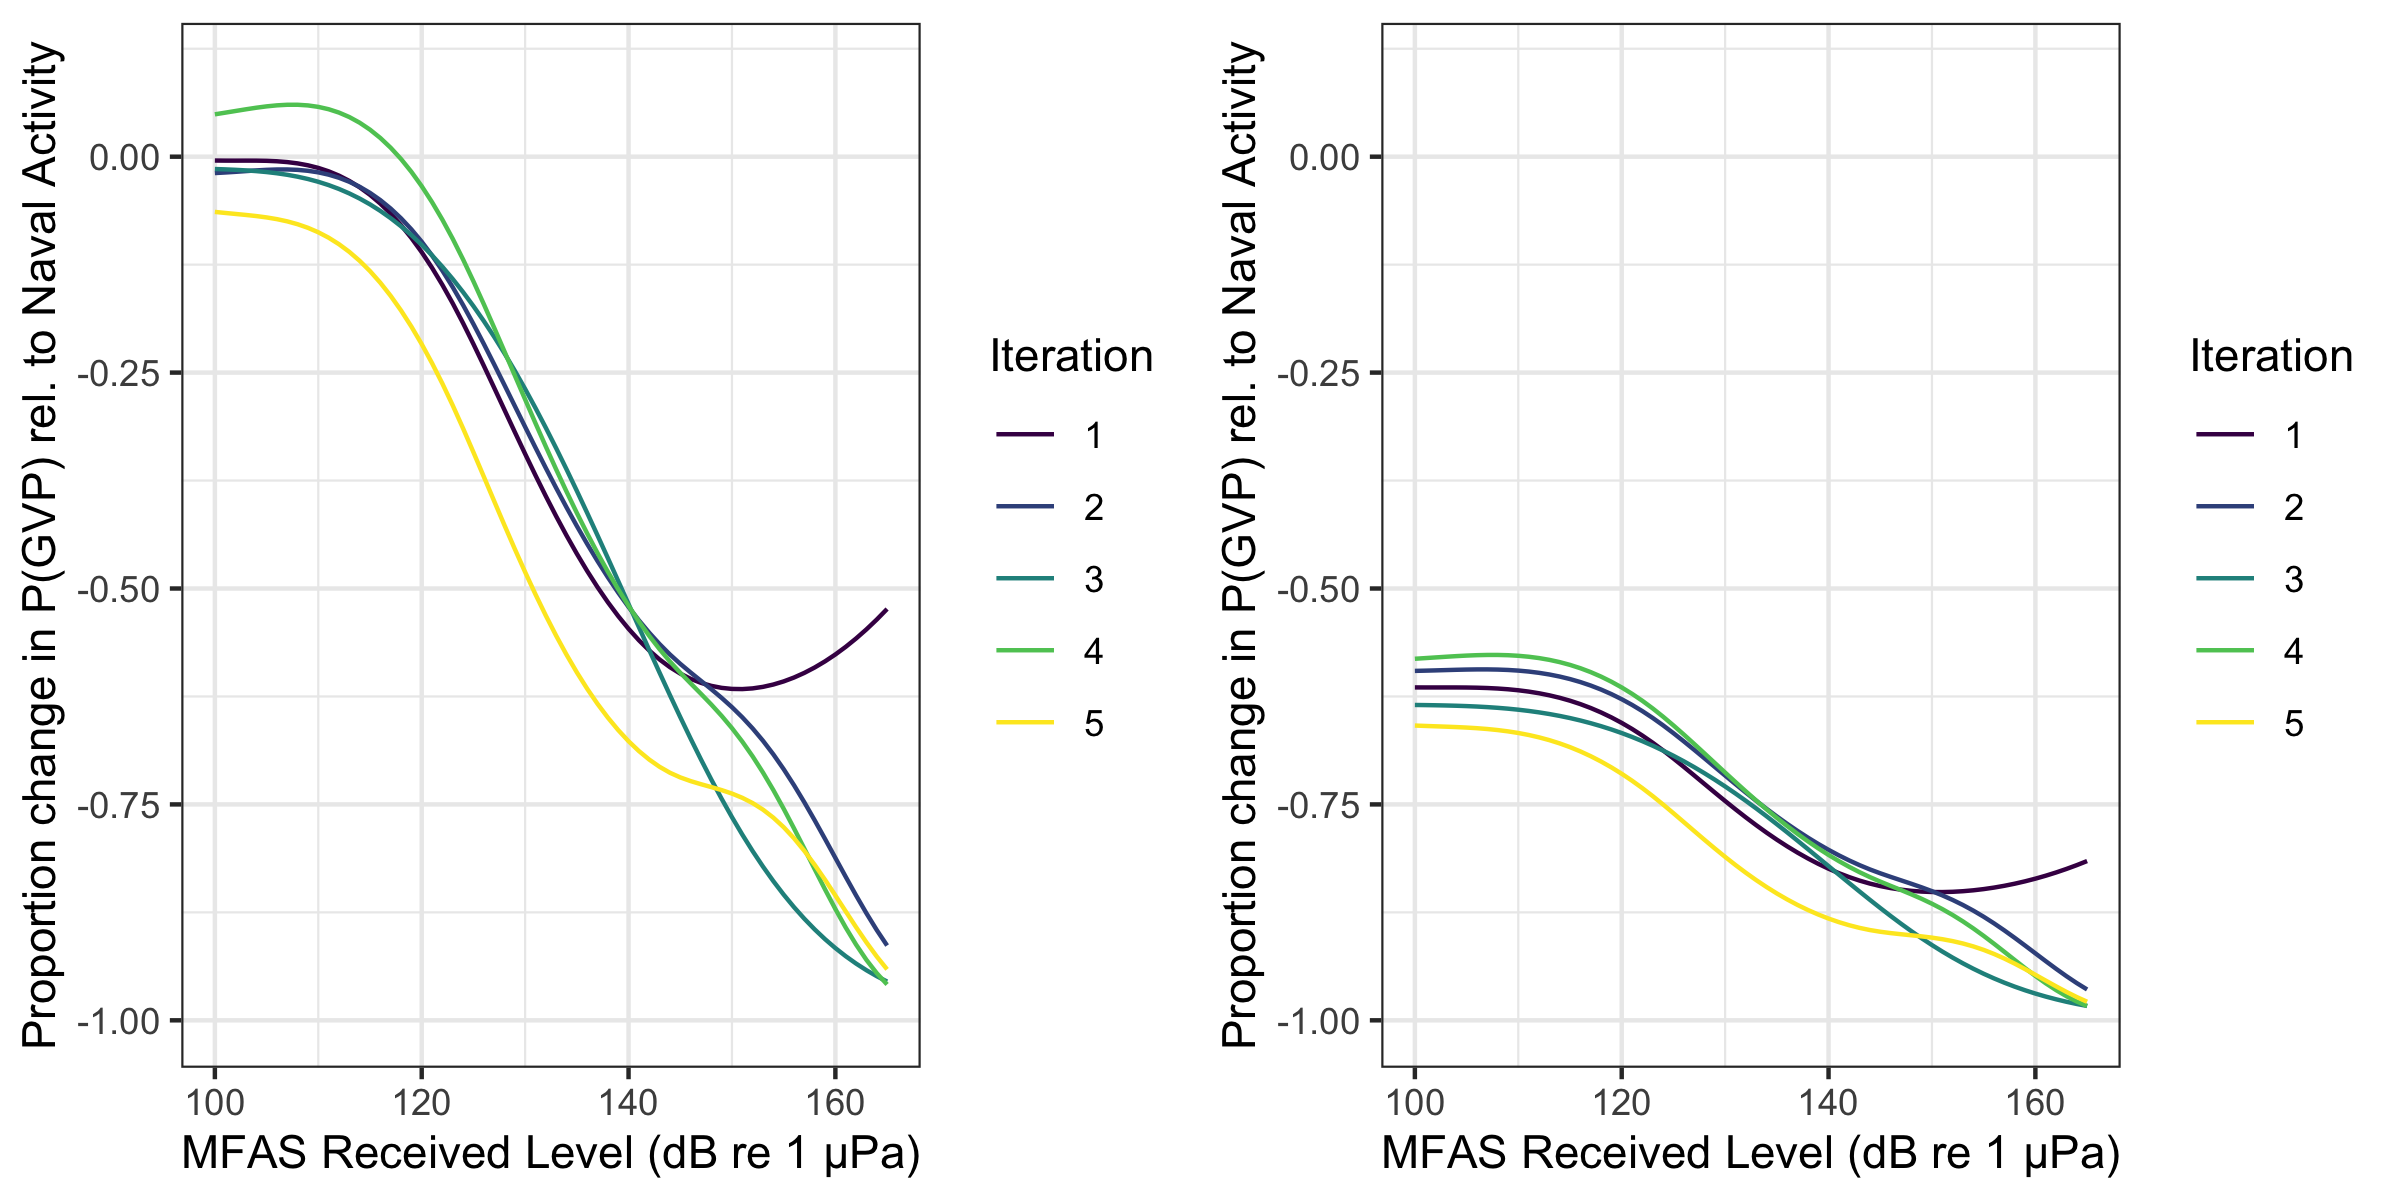 Proportion change in P(GVP) rel. to Naval Activity
0.00
-0.25
-0.50
-0.75
-1.00
100 120 140 160
MFAS Received Level (dB re 1 µPa)
Iteration
1
2
3
4
5
Proportion change in P(GVP) rel. to Naval Activity
0.00
-0.25
-0.50
-0.75
-1.00
100 120 140 160
MFAS Received Level (dB re 1 µPa)
Iteration
1
2
3
4
5